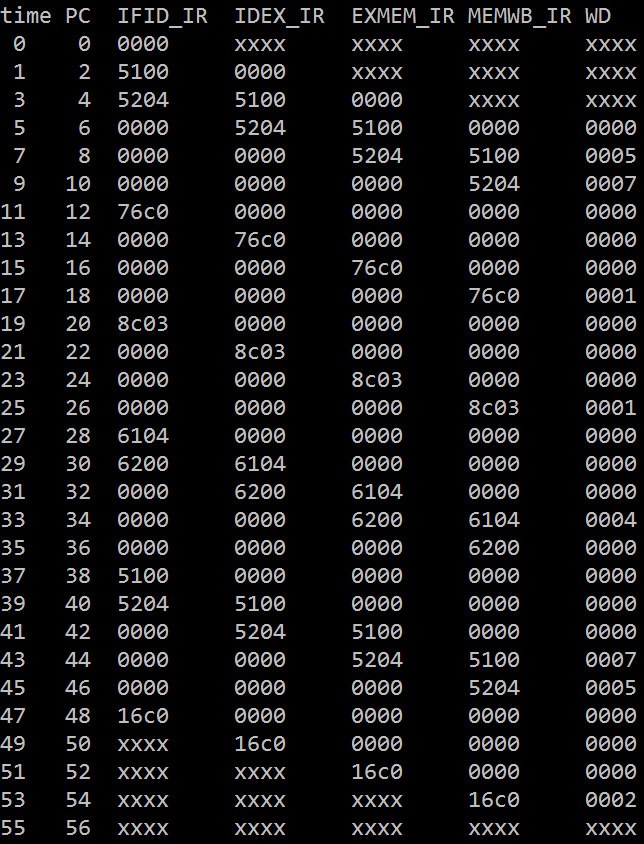 time PC IFID_IR IDEX_IR EXMEM_IR MEMWB_IR WD
0 0 0000 xxxx xxxx xxxx xxxx
1 2 5100 0000 xxxx xxxx xxxx
3 4 5204 5100 0000 xxxx xxxx
5 6 0000 5204 5100 0000 0000
7 8 0000 0000 5204 5100 0005
9 10 0000 0000 0000 5204 0007
11 12 76c0 0000 0000 0000 0000
13 14 0000 76c0 0000 0000 0000
15 16 0000 0000 76c0 0000 0000
17 18 0000 0000 0000 76c0 0001
19 20 8c03 0000 0000 0000 0000
21 22 0000 8c03 0000 0000 0000
23 24 0000 0000 8c03 0000 0000
25 26 0000 0000 0000 8c03 0001
27 28 6104 0000 0000 0000 0000
29 30 6200 6104 0000 0000 0000
31 32 0000 6200 6104 0000 0000
33 34 0000 0000 6200 6104 0004
35 36 0000 0000 0000 6200 0000
37 38 5100 0000 0000 0000 0000
39 40 5204 5100 0000 0000 0000
41 42 0000 5204 5100 0000 0000
43 44 0000 0000 5204 5100 0007
45 46 0000 0000 0000 5204 0005
47 48 16c0 0000 0000 0000 0000
49 50 xxxx 16c0 0000 0000 0000
51 52 xxxx xxxx 16c0 0000 0000
53 54 xxxx xxxx xxxx 16c0 0002
55 56 xxxx xxxx xxxx xxxx xxxx